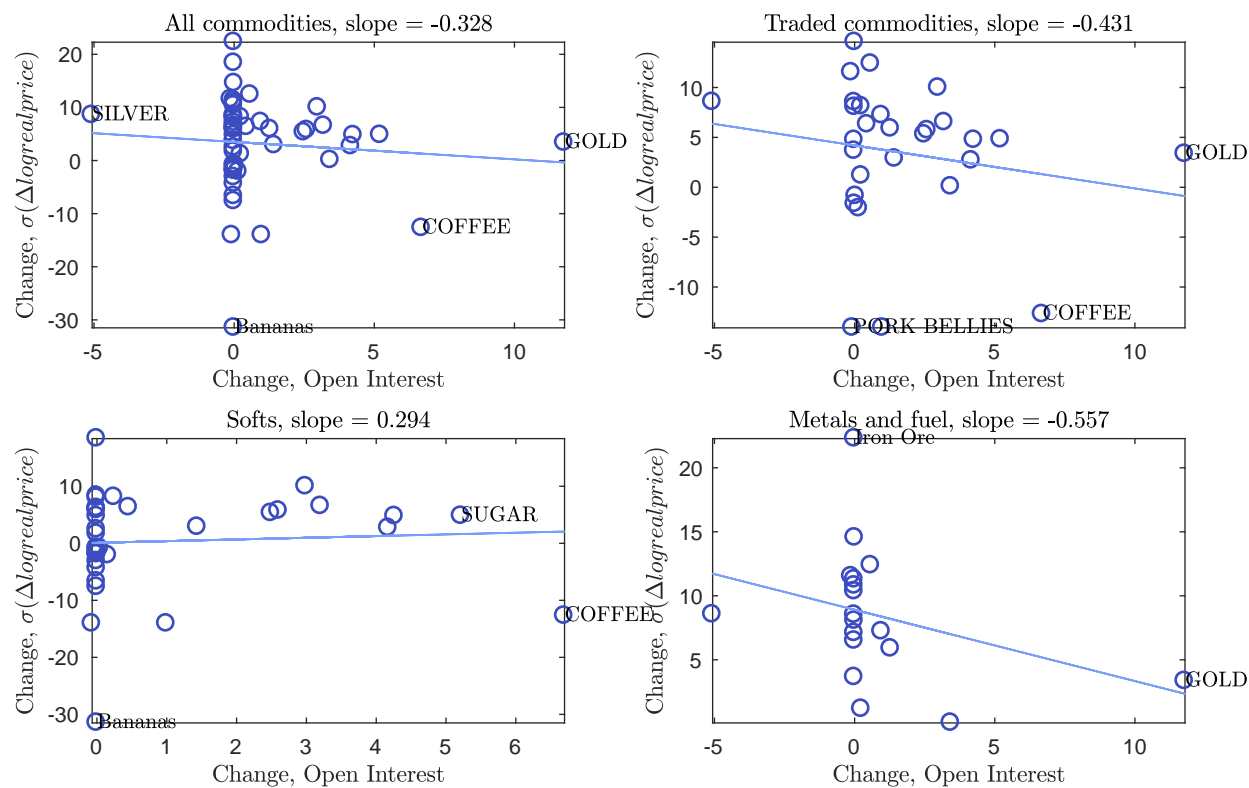 All commodities, slope = -0.328
Change, σ(Δlogrealprice)
20
10
0
-10
-20
-30
SILVER
GOLD
COFFEE
Bananas
-5
0
5
10
Change, Open Interest
Traded commodities, slope = -0.431
Change, σ(Δlogrealprice)
10
5
0
-5
-10
GOLD
COFFEE
PORK BELLIES
-5
0
5
10
Change, Open Interest
Softs, slope = 0.294
Change, σ(Δlogrealprice)
10
0
-10
-20
-30
SUGAR
COFFEE
Bananas
0
1
2
3
4
5
6
Change, Open Interest
Metals and fuel, slope = -0.557
Change, σ(Δlogrealprice)
20
15
10
5
Iron Ore
GOLD
-5
0
5
10
Change, Open Interest